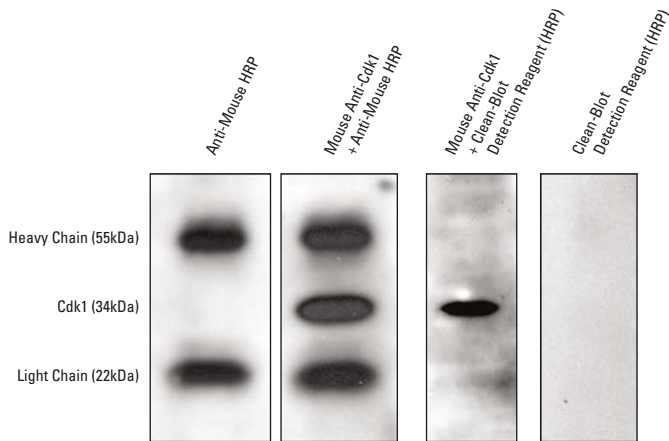 Anti-Mouse HRP
Mouse Anti-Cdk1
+ Anti-Mouse HRP
Mouse Anti-Cdk1
+ Clean-Blot
Detection Reagent (HRP)
Clean-Blot
Detection Reagent (HRP)
Heavy Chain (55kDa)
Cdk1 (34kDa)
Light Chain (22kDa)